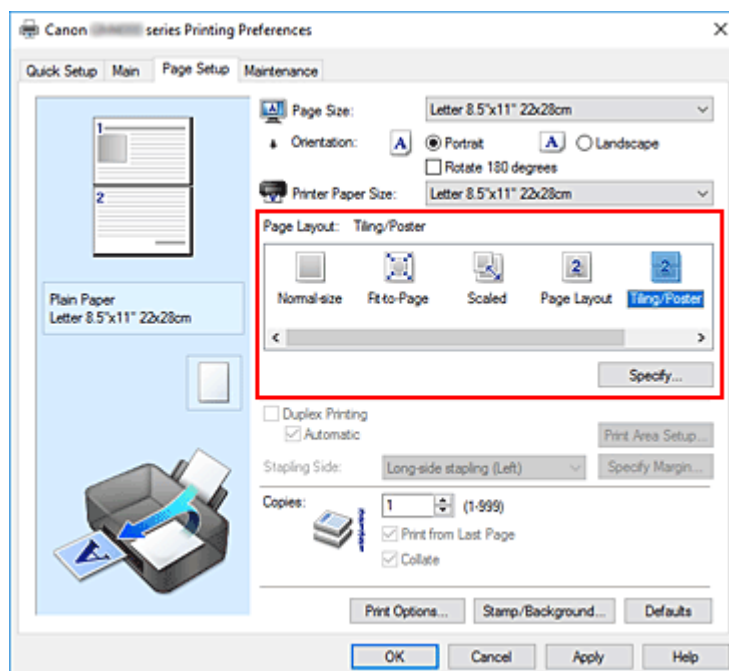 Canon series Printing Preferences
Quick Setup Main Page Setup Maintenance
1
2
Plain Paper
Letter 8.5"x11" 22x28cm
Page Size: Letter 8.5"x11" 22x28cm
Orientation: A Portrait A Landscape
Rotate 180 degrees
Printer Paper Size: Letter 8.5"x11" 22x28cm
Page Layout: Tiling/Poster
2 2
Normal-size Fit-to-Page Scaled Page Layout Tiling/Poster
Specify...
Duplex Printing
Automatic Print Area Setup...
Stapling Side: Long-side stapling (Left) Specify Margin...
Copies: 1 (1-999)
Print from Last Page
Collate
A
Print Options... Stamp/Background... Defaults
OK Cancel Apply Help